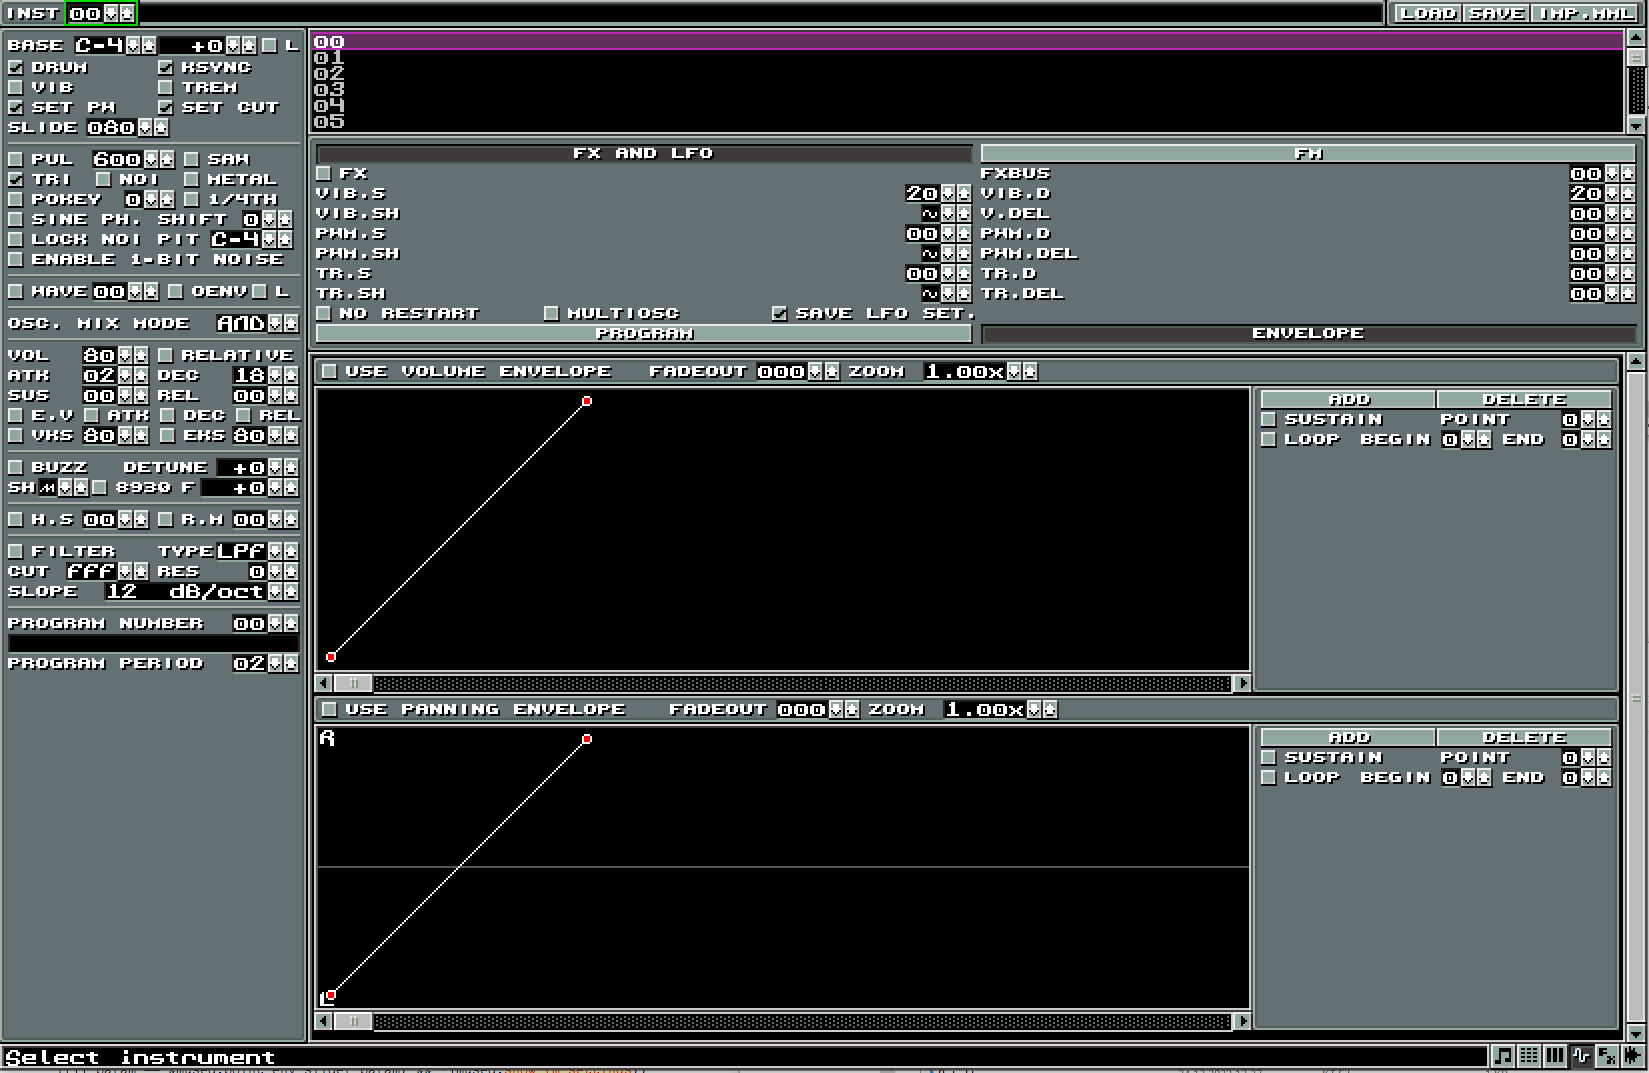 INST 00 LOAD SAVE IMP.MML
BASE C-4 +0 L
DRUM KSYNC
VIB TREM
SET PW SET CUT
SLIDE 080
PUL 600 SAW
TRI NOI METAL
POKEY 0 1/4TH
SINE PH. SHIFT 0
LOCK NOI PIT C-4
ENABLE 1-BIT NOISE
WAVE 00 OENV L
OSC. MIX MODE AND
VOL 80 RELATIVE
ATK 02 DEC 18
SUS 00 REL 00
E.V ATK DEC REL
VKS 80 EKS 80
BUZZ DETUNE +0
SH 8930 F +0
H.S 00 R.M 00
FILTER TYPE LPF
CUT fff RES 0
SLOPE 12 dB/oct
PROGRAM NUMBER 00
PROGRAM PERIOD 02
00
01
02
03
04
05
FX AND LFO FM
FX FXBUS 00
VIB.S 20 VIB.D 20
VIB.SH ~ V.DEL 00
PWM.S 00 PWM.D 00
PWM.SH ~ PWM.DEL 00
TR.S 00 TR.D 00
TR.SH ~ TR.DEL 00
NO RESTART MULTIOSC SAVE LFO SET.
PROGRAM ENVELOPE
USE VOLUME ENVELOPE FADEOUT 000 ZOOM 1.00x
ADD DELETE
SUSTAIN POINT 0
LOOP BEGIN 0 END 0
USE PANNING ENVELOPE FADEOUT 000 ZOOM 1.00x
R
L
ADD DELETE
SUSTAIN POINT 0
LOOP BEGIN 0 END 0
Select instrument